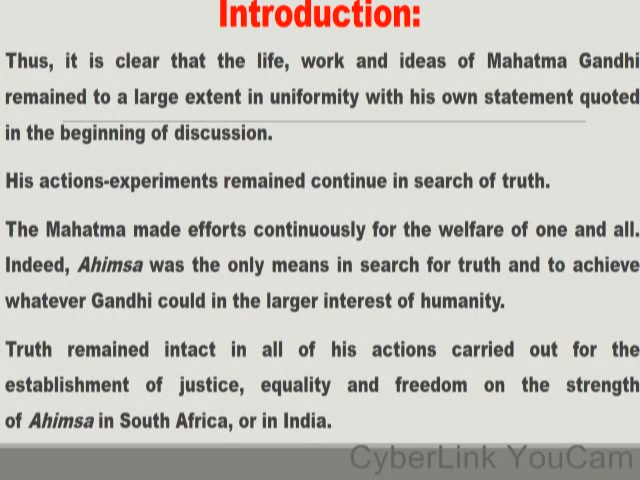 Introduction:
Thus, it is clear that the life, work and ideas of Mahatma Gandhi
remained to a large extent in uniformity with his own statement quoted
in the beginning of discussion.
His actions-experiments remained continue in search of truth.
The Mahatma made efforts continuously for the welfare of one and all.
Indeed, Ahimsa was the only means in search for truth and to achieve
whatever Gandhi could in the larger interest of humanity.
Truth remained intact in all of his actions carried out for the
establishment of justice, equality and freedom on the strength
of Ahimsa in South Africa, or in India.
CyberLink YouCam